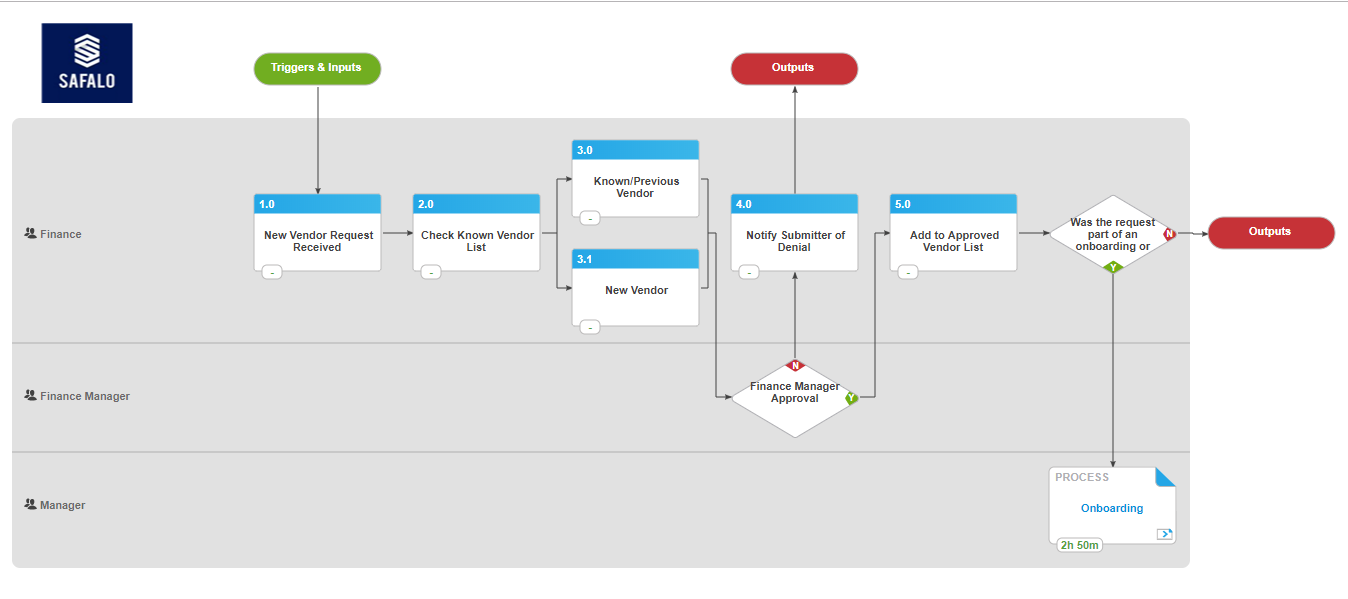 SAFALO
Triggers & Inputs
Outputs
Finance
1.0
New Vendor Request
Received
-
2.0
Check Known Vendor
List
-
3.0
Known/Previous
Vendor
-
3.1
New Vendor
-
4.0
Notify Submitter of
Denial
-
5.0
Add to Approved
Vendor List
-
Was the request
part of an
onboarding or
N
Y
Outputs
Finance Manager
N
Finance Manager
Approval
Y
Manager
PROCESS
Onboarding
2h 50m